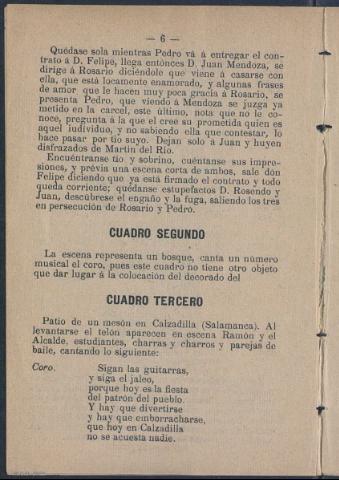 — 6 —
Quédase sola mientras Pedro vá á entregar el con-
trato á D. Felipe, llega entónces D. Juan Mendoza, se
dirige á Rosario diciéndole que viene á casarse con
ella, que está locamente enamorado, y algunas frases
de amor que le hacen muy poca gracia á Rosario, se
presenta Pedro, que viendo á Mendoza se juzga ya
metido en la carcel, este último, nota que no le co-
noce, pregunta á la que el cree su prometida quien es
aquel individuo, y no sabiendo ella que contestar, lo
hace pasar por tio suyo. Dejan solo á Juan y huyen
disfrazados de Martin del Rio.
Encuéntranse tio y sobrino, cuéntanse sus impre-
siones, y prévia una escena corta de ambos, sale don
Felipe diciendo que ya está firmado el contrato y todo
queda corriente; quédanse estupefactos D. Rosendo y
Juan, descúbrese el engaño y la fuga, saliendo los tres
en persecución de Rosario y Pedro.
CUADRO SEGUNDO
La escena representa un bosque, canta un número
musical el coro, pues este cuadro no tiene otro objeto
que dar lugar á la colocación del decorado del
CUADRO TERCERO
Patio de un mesón en Calzadilla (Salamanca). Al
levantarse el telón aparecen en escena Ramón y el
Alcalde, estudiantes, charras y charros y parejas de
baile, cantando lo siguiente:
Coro. Sigan las guitarras,
y siga el jaleo,
porque hoy es la fiesta
del patrón del pueblo.
Y hay que divertirse
y hay que emborracharse,
que hoy en Calzadilla
no se acuesta nadie.